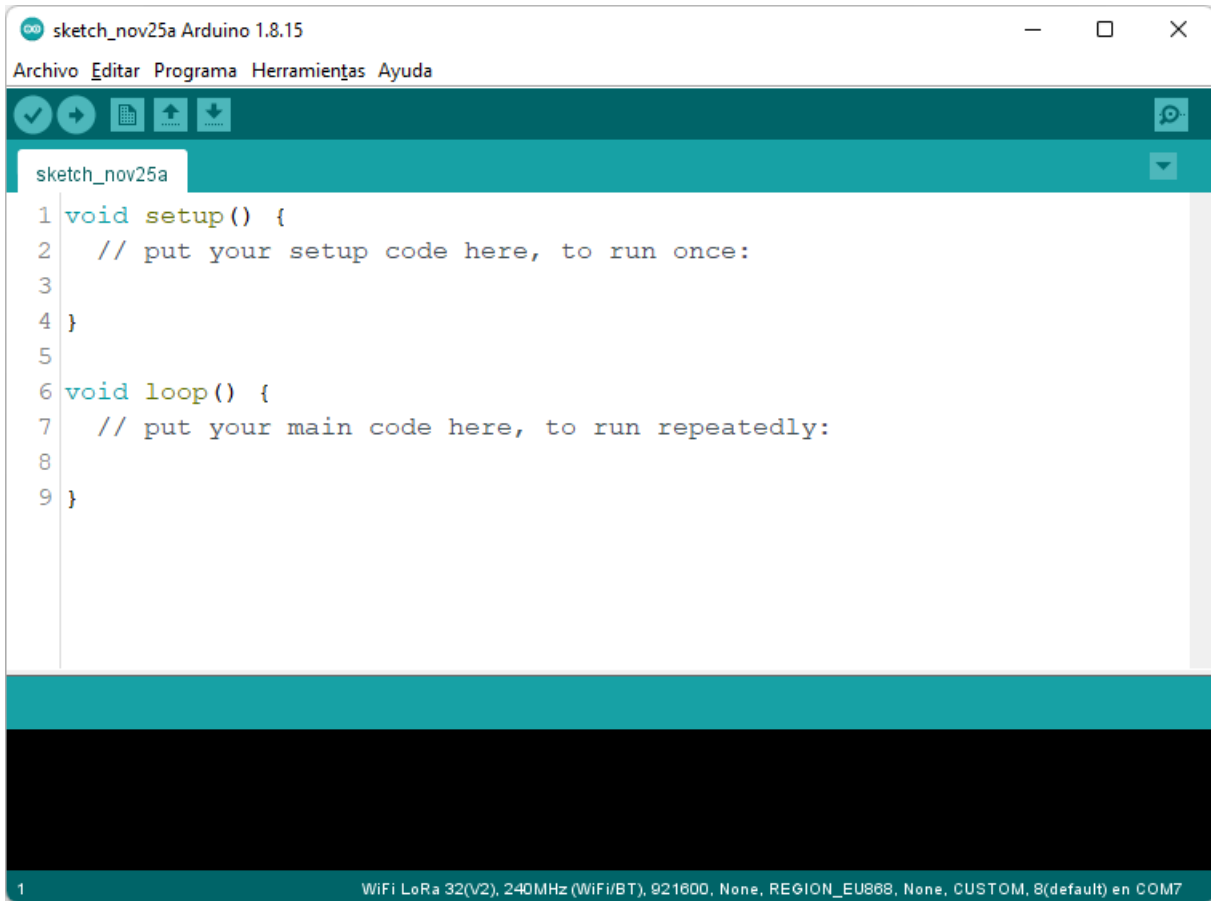 sketch_nov25a Arduino 1.8.15
Archivo Editar Programa Herramientas Ayuda
sketch_nov25a
1 void setup() {
2   // put your setup code here, to run once:
3
4 }
5
6 void loop() {
7   // put your main code here, to run repeatedly:
8
9 }
1 WiFi LoRa 32(V2), 240MHz (WiFi/BT), 921600, None, REGION_EU868, None, CUSTOM, 8(default) en COM7